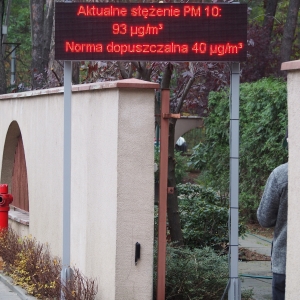 Aktualne stężenie PM 10:
93 µg/m³
Norma dopuszczalna 40 µg/m³